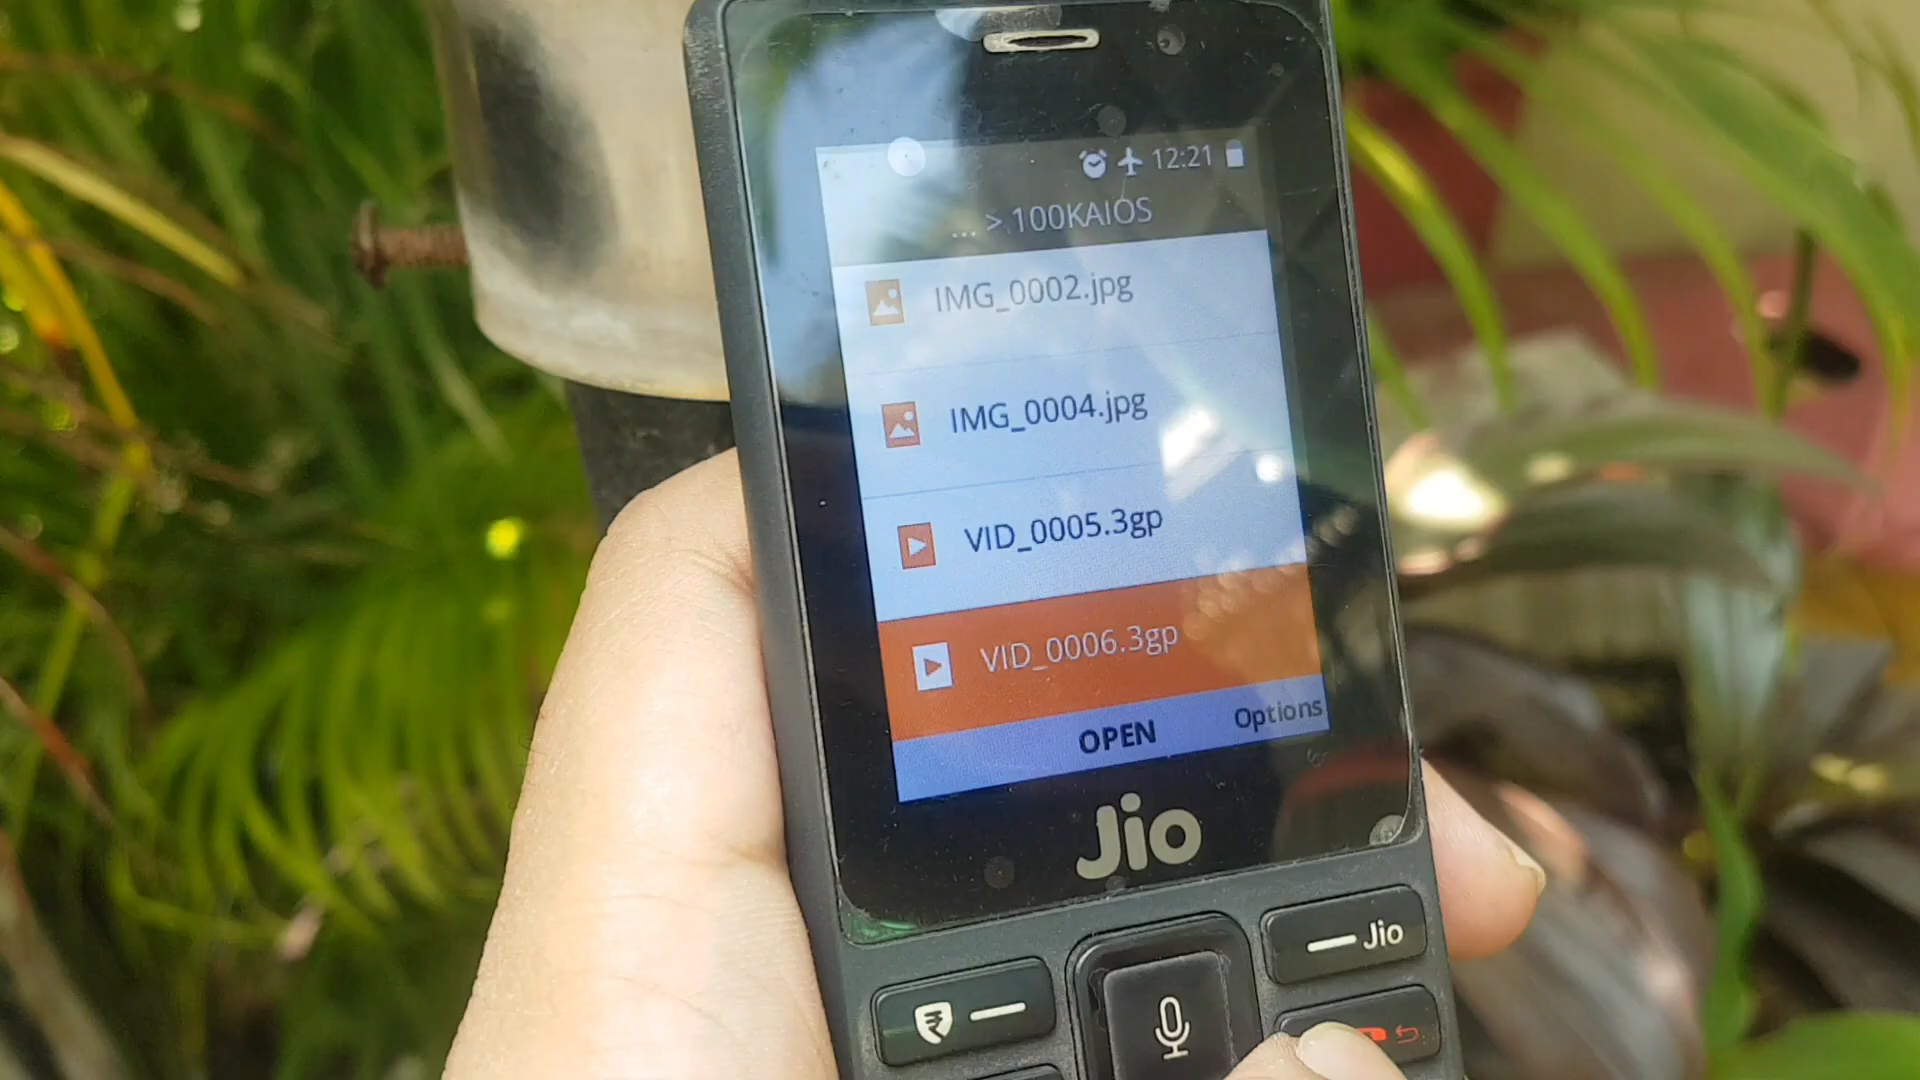 12:21
... > 100KAIOS
IMG_0002.jpg
IMG_0004.jpg
VID_0005.3gp
VID_0006.3gp
OPEN Options
Jio
Jio